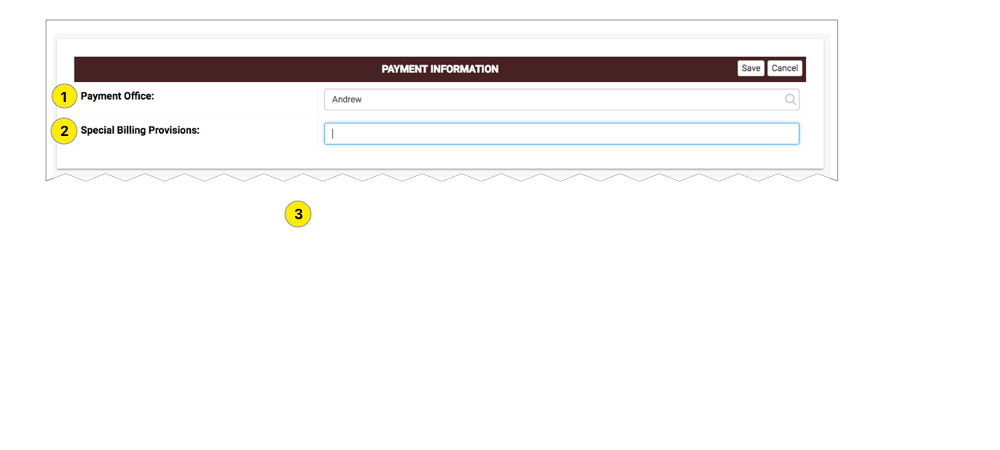 PAYMENT INFORMATION Save Cancel
1 Payment Office: Andrew
2 Special Billing Provisions:
3